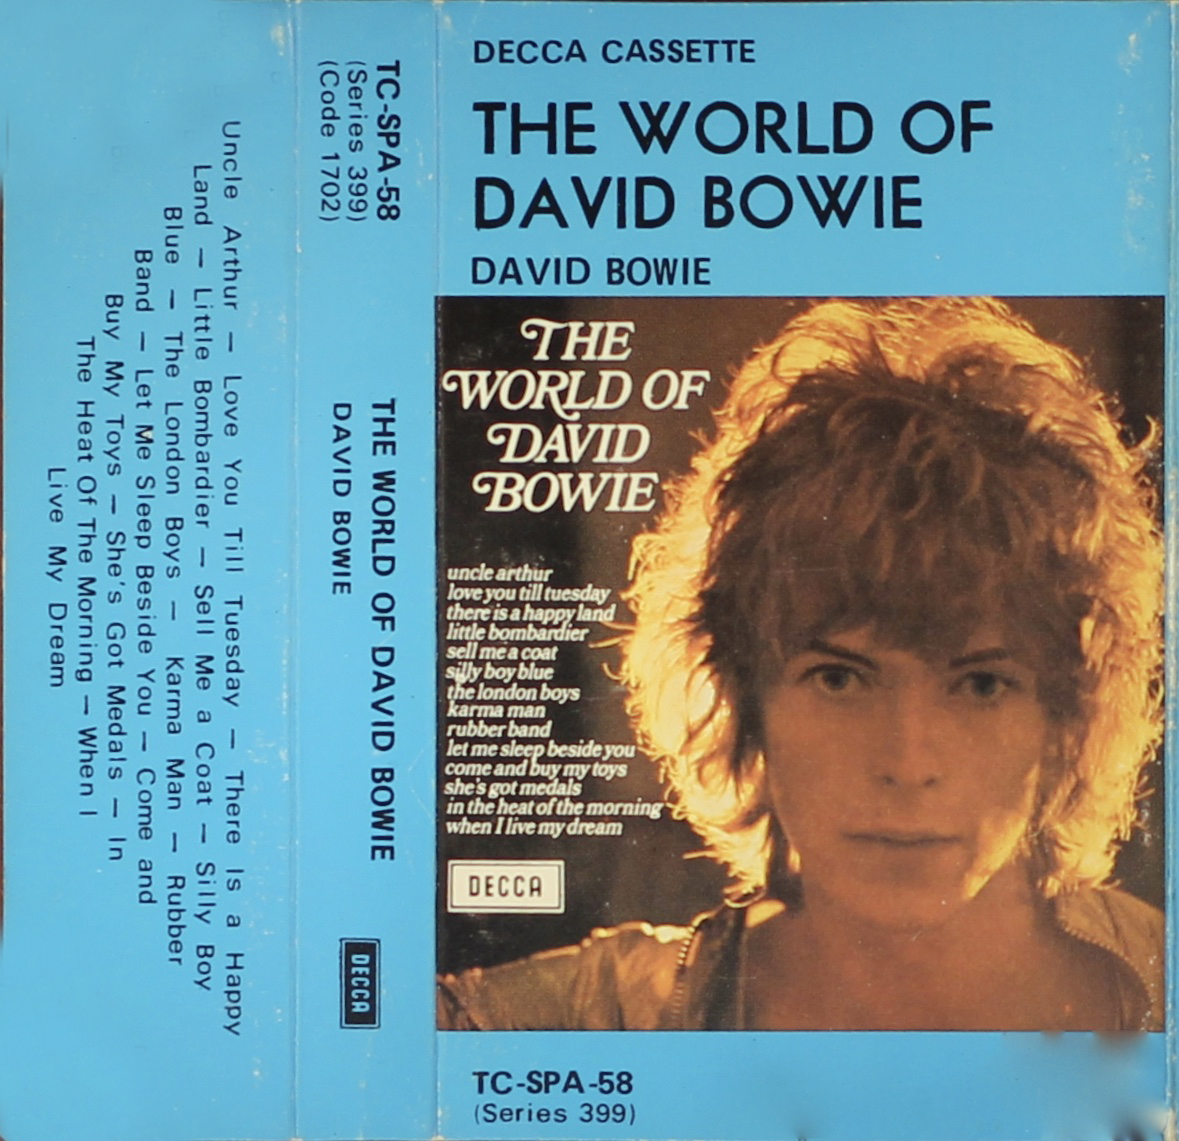 DECCA CASSETTE
THE WORLD OF
DAVID BOWIE
DAVID BOWIE
THE
WORLD OF
DAVID
BOWIE
uncle arthur
love you till tuesday
there is a happy land
little bombardier
sell me a coat
silly boy blue
the london boys
karma man
rubber band
let me sleep beside you
come and buy my toys
she's got medals
in the heat of the morning
when I live my dream
DECCA
TC-SPA-58
(Series 399)
TC-SPA-58
(Series 399)
(Code 1702)
THE WORLD OF DAVID BOWIE
DAVID BOWIE
DECCA
Uncle Arthur — Love You Till Tuesday — There Is a Happy
Land — Little Bombardier — Sell Me a Coat — Silly Boy
Blue — The London Boys — Karma Man — Rubber
Band — Let Me Sleep Beside You — Come and
Buy My Toys — She's Got Medals — In
The Heat Of The Morning — When I
Live My Dream